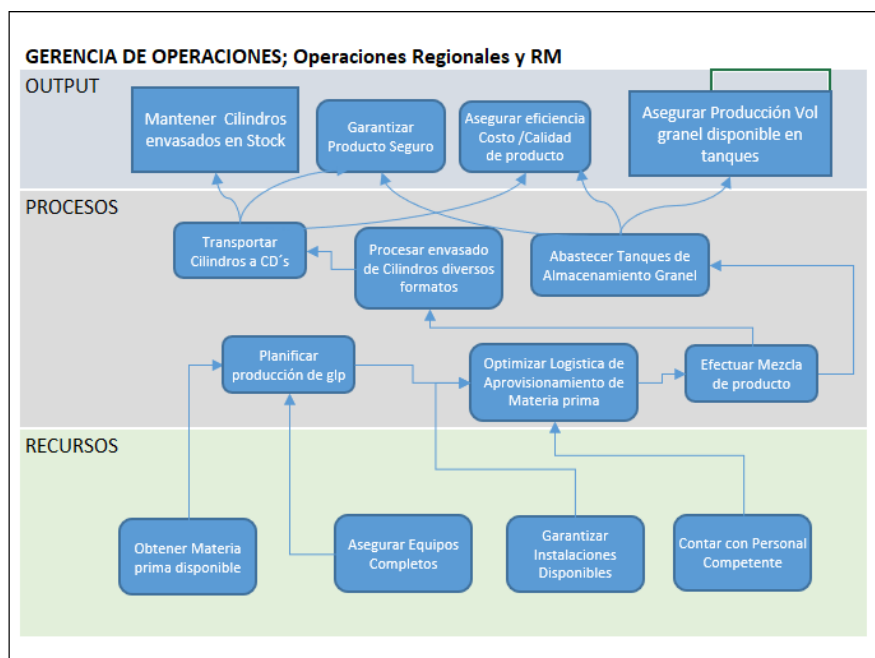 GERENCIA DE OPERACIONES; Operaciones Regionales y RM
OUTPUT
Mantener Cilindros
envasados en Stock
Garantizar
Producto Seguro
Asegurar eficiencia
Costo /Calidad
de producto
Asegurar Producción Vol
granel disponible en
tanques
PROCESOS
Transportar
Cilindros a CD´s
Procesar envasado
de Cilindros diversos
formatos
Abastecer Tanques de
Almacenamiento Granel
Planificar
producción de glp
Optimizar Logistica de
Aprovisionamiento de
Materia prima
Efectuar Mezcla
de producto
RECURSOS
Obtener Materia
prima disponible
Asegurar Equipos
Completos
Garantizar
Instalaciones
Disponibles
Contar con Personal
Competente